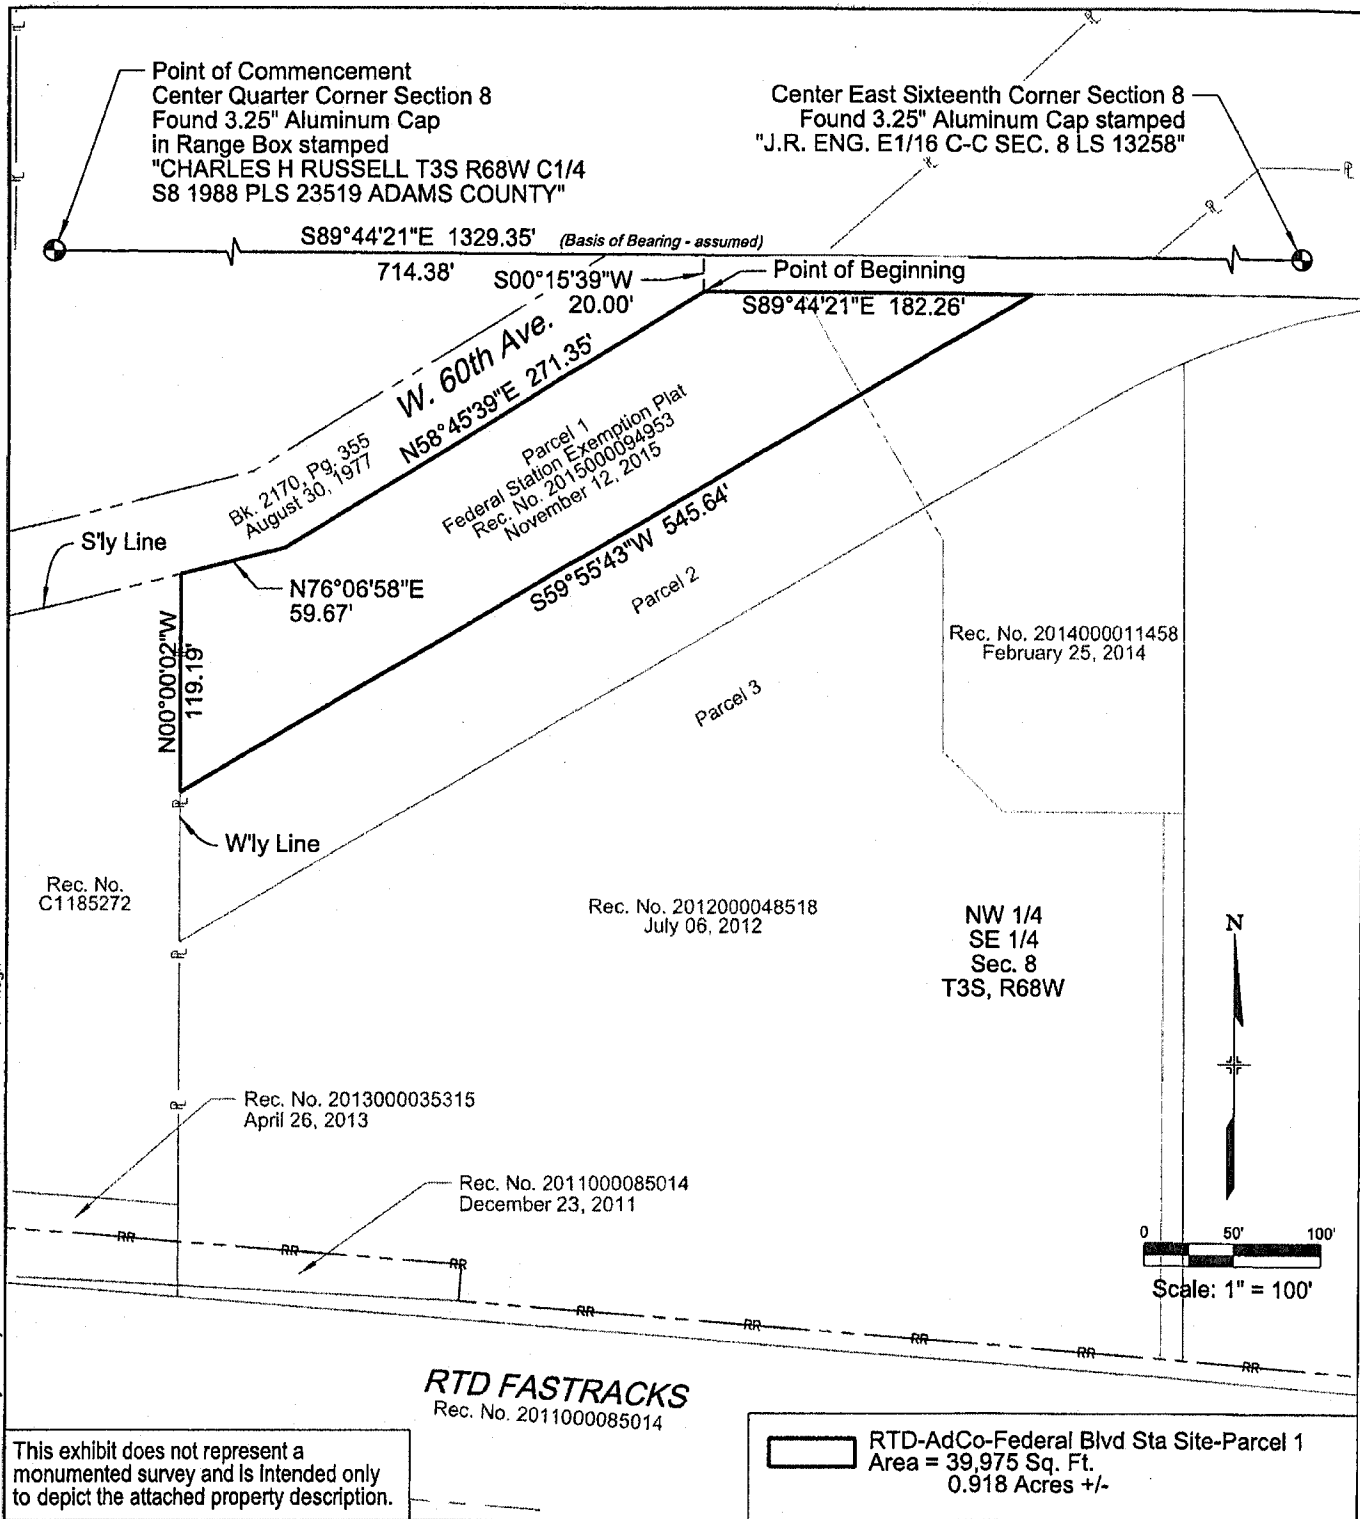 Point of Commencement
Center Quarter Corner Section 8
Found 3.25" Aluminum Cap
in Range Box stamped
"CHARLES H RUSSELL T3S R68W C1/4
S8 1988 PLS 23519 ADAMS COUNTY"
Center East Sixteenth Corner Section 8
Found 3.25" Aluminum Cap stamped
"J.R. ENG. E1/16 C-C SEC. 8 LS 13258"
S89°44'21"E 1329.35' (Basis of Bearing - assumed)
714.38'
S00°15'39"W
20.00'
Point of Beginning
S89°44'21"E 182.26'
W. 60th Ave.
N58°45'39"E 271.35'
Bk. 2170, Pg. 355
August 30, 1977
Parcel 1
Federal Station Exemption Plat
Rec. No. 2015000094953
November 12, 2015
S'ly Line
N76°06'58"E
59.67'
S59°55'43"W 545.64'
Parcel 2
Parcel 3
N00°00'02"W
119.19'
Rec. No. 2014000011458
February 25, 2014
W'ly Line
Rec. No.
C1185272
Rec. No. 2012000048518
July 06, 2012
NW 1/4
SE 1/4
Sec. 8
T3S, R68W
N
Rec. No. 2013000035315
April 26, 2013
Rec. No. 2011000085014
December 23, 2011
0 50' 100'
Scale: 1" = 100'
RR
RR
RR
RR
RR
RR
RR
RR
RTD FASTRACKS
Rec. No. 2011000085014
This exhibit does not represent a
monumented survey and is intended only
to depict the attached property description.
RTD-AdCo-Federal Blvd Sta Site-Parcel 1
Area = 39,975 Sq. Ft.
0.918 Acres +/-